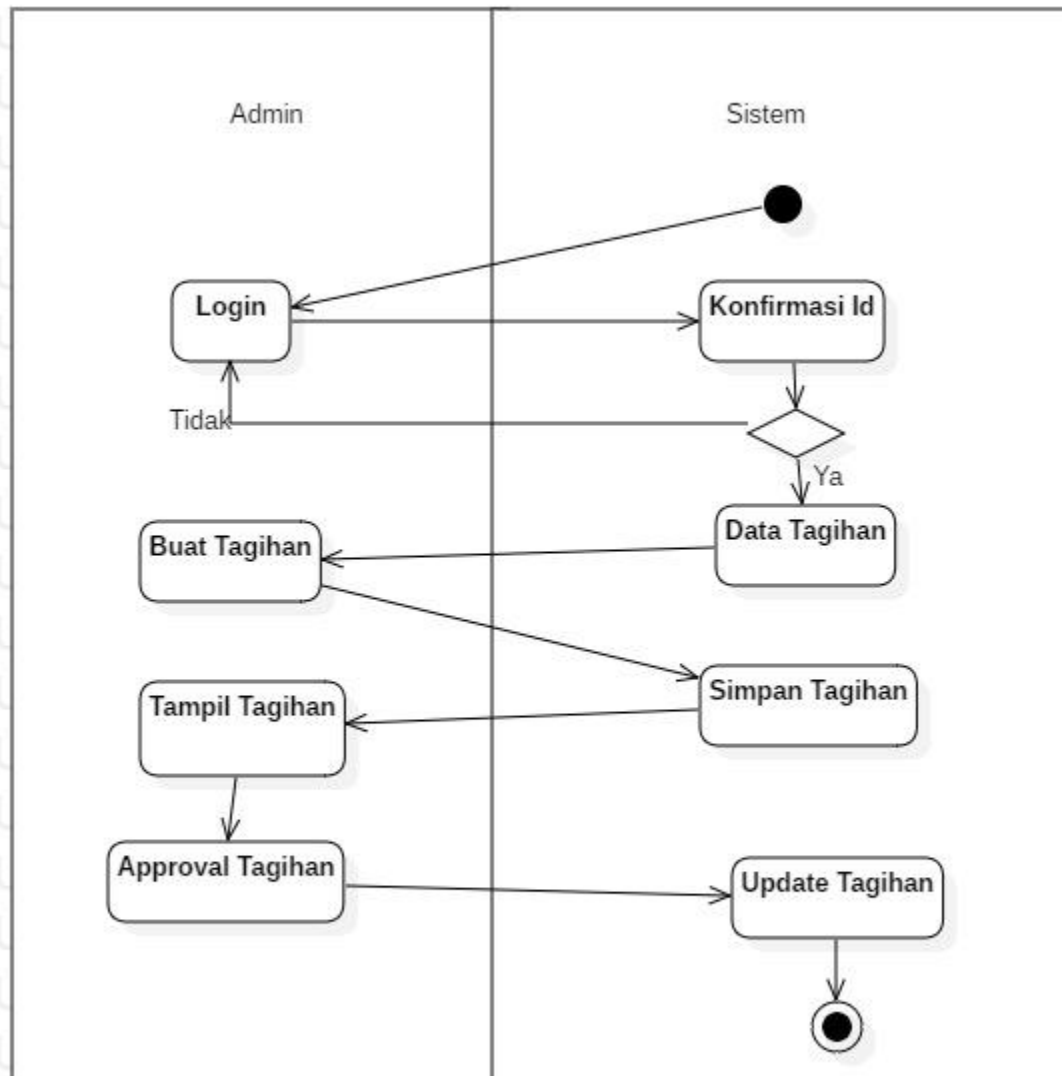 Admin
Sistem
Login
Konfirmasi Id
Tidak
Ya
Data Tagihan
Buat Tagihan
Simpan Tagihan
Tampil Tagihan
Approval Tagihan
Update Tagihan